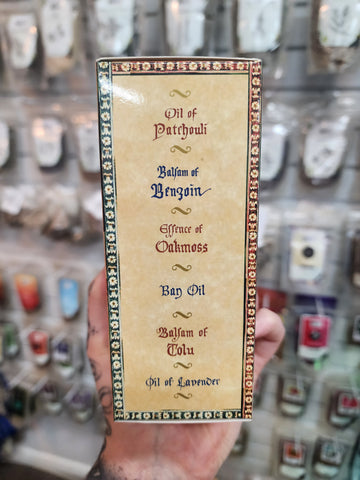 Oil of
Patchouli
Balsam of
Benzoin
Essence of
Oakmoss
Bay Oil
Balsam of
Tolu
Oil of Lavender